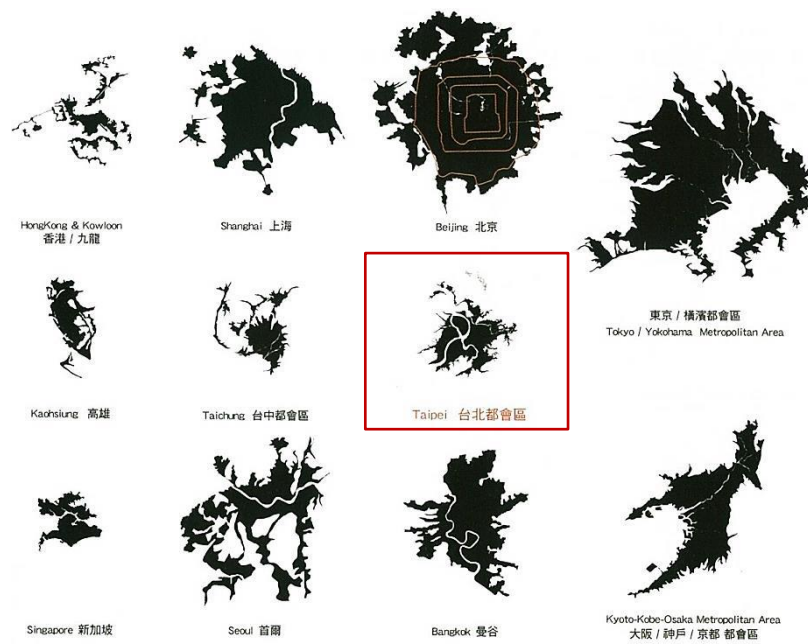 HongKong & Kowloon
香港 / 九龍
Shanghai 上海
Beijing 北京
東京 / 橫濱都會區
Tokyo / Yokohama Metropolitan Area
Kaohsiung 高雄
Taichung 台中都會區
Taipei 台北都會區
Singapore 新加坡
Seoul 首爾
Bangkok 曼谷
Kyoto-Kobe-Osaka Metropolitan Area
大阪 / 神戶 / 京都 都會區